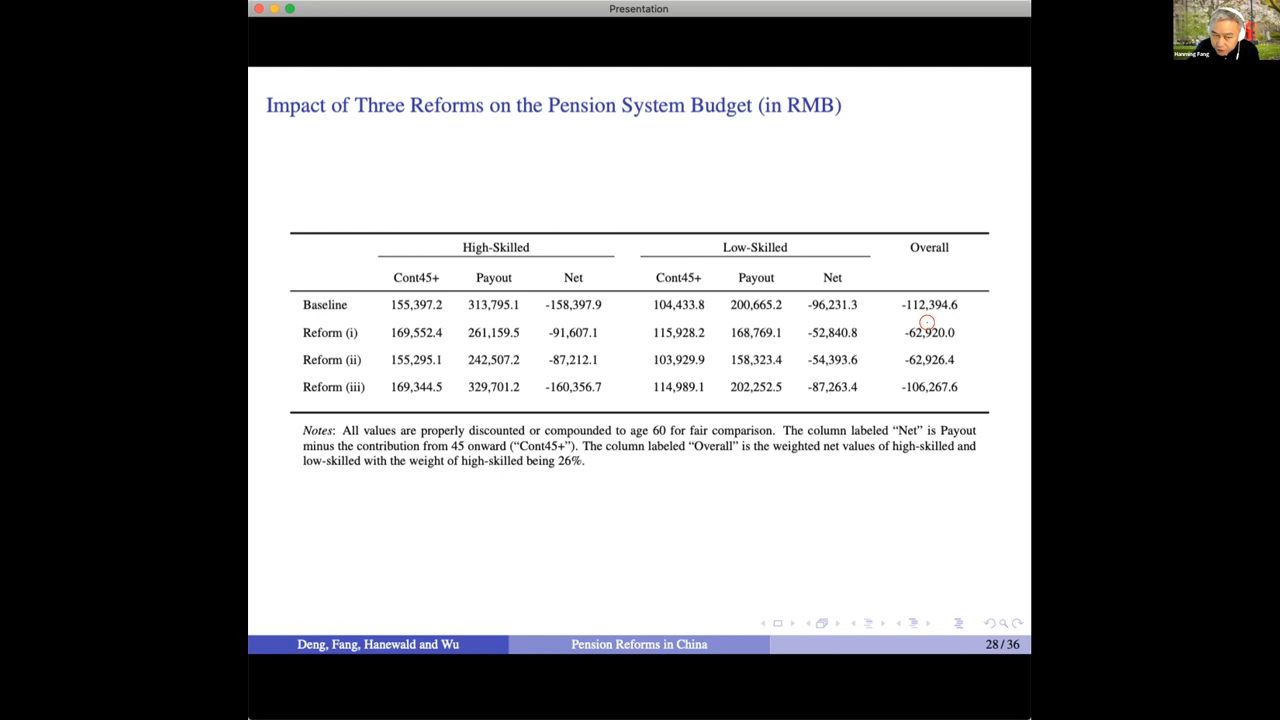 Presentation
Hanming Fang
Impact of Three Reforms on the Pension System Budget (in RMB)
High-Skilled Low-Skilled Overall
Cont45+ Payout Net Cont45+ Payout Net
Baseline 155,397.2 313,795.1 -158,397.9 104,433.8 200,665.2 -96,231.3 -112,394.6
Reform (i) 169,552.4 261,159.5 -91,607.1 115,928.2 168,769.1 -52,840.8 -62,920.0
Reform (ii) 155,295.1 242,507.2 -87,212.1 103,929.9 158,323.4 -54,393.6 -62,926.4
Reform (iii) 169,344.5 329,701.2 -160,356.7 114,989.1 202,252.5 -87,263.4 -106,267.6
Notes: All values are properly discounted or compounded to age 60 for fair comparison. The column labeled “Net” is Payout
minus the contribution from 45 onward (“Cont45+”). The column labeled “Overall” is the weighted net values of high-skilled and
low-skilled with the weight of high-skilled being 26%.
Deng, Fang, Hanewald and Wu Pension Reforms in China 28 / 36